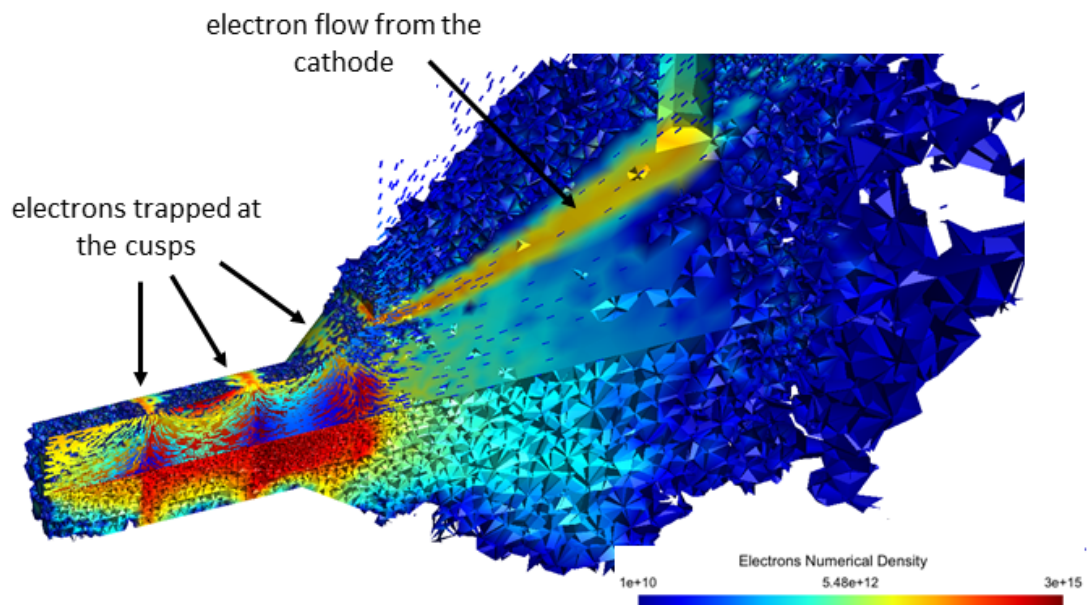 electron flow from the
cathode
electrons trapped at
the cusps
Electrons Numerical Density
1e+10 5.48e+12 3e+15